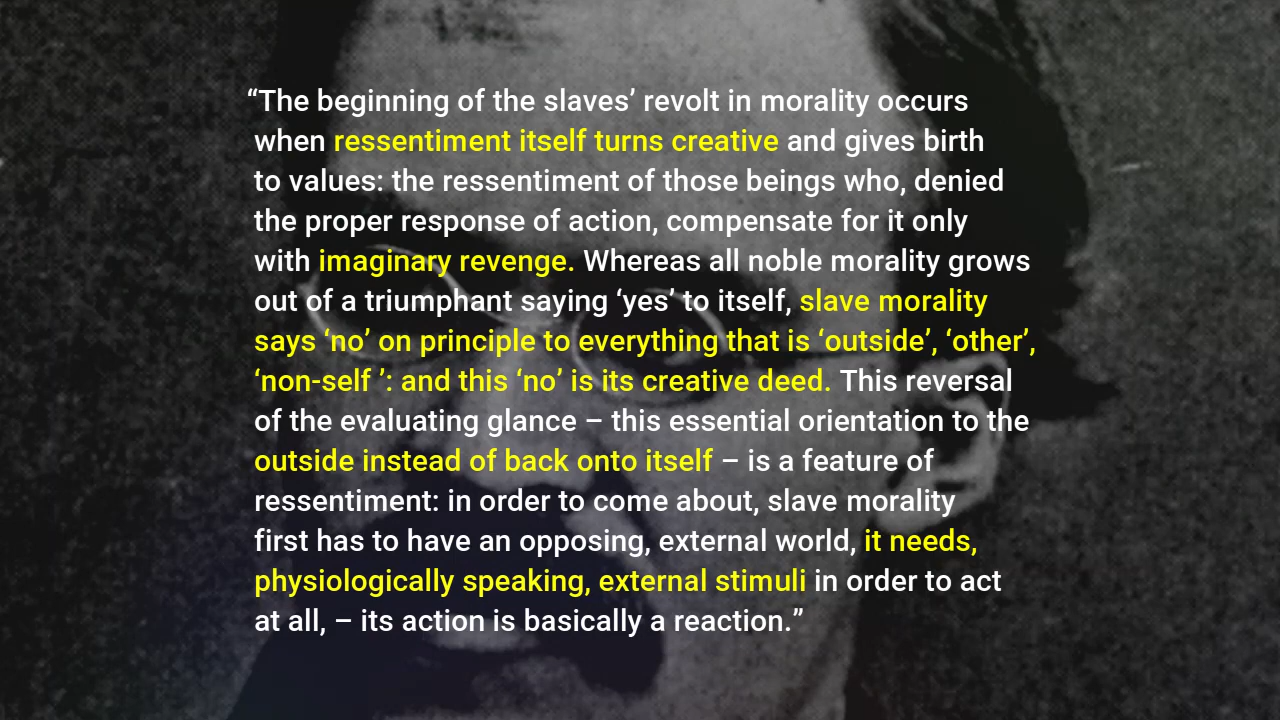 “The beginning of the slaves’ revolt in morality occurs
when ressentiment itself turns creative and gives birth
to values: the ressentiment of those beings who, denied
the proper response of action, compensate for it only
with imaginary revenge. Whereas all noble morality grows
out of a triumphant saying ‘yes’ to itself, slave morality
says ‘no’ on principle to everything that is ‘outside’, ‘other’,
‘non-self ’: and this ‘no’ is its creative deed. This reversal
of the evaluating glance – this essential orientation to the
outside instead of back onto itself – is a feature of
ressentiment: in order to come about, slave morality
first has to have an opposing, external world, it needs,
physiologically speaking, external stimuli in order to act
at all, – its action is basically a reaction.”